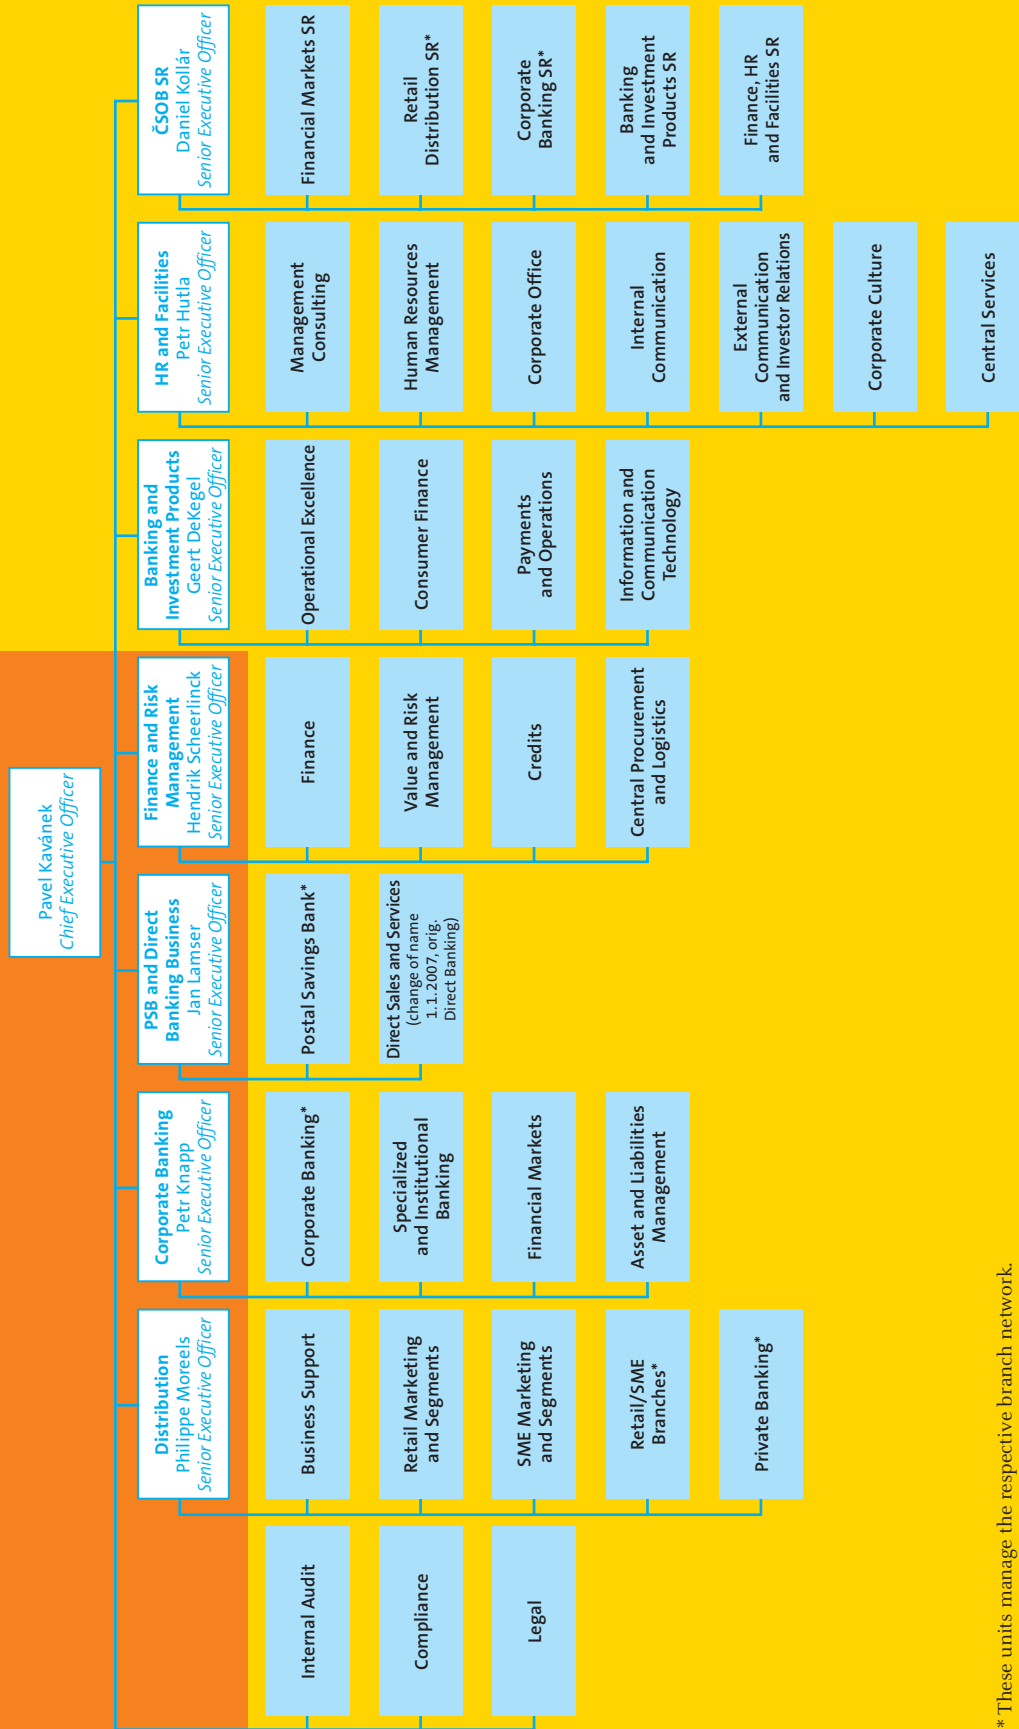 Pavel Kavánek
Chief Executive Officer
Internal Audit
Compliance
Legal
Distribution
Philippe Moreels
Senior Executive Officer
Business Support
Retail Marketing
and Segments
SME Marketing
and Segments
Retail/SME
Branches*
Private Banking*
Corporate Banking
Petr Knapp
Senior Executive Officer
Corporate Banking*
Specialized
and Institutional
Banking
Financial Markets
Asset and Liabilities
Management
PSB and Direct
Banking Business
Jan Lamser
Senior Executive Officer
Postal Savings Bank*
Direct Sales and Services
(change of name
1.1.2007, orig.
Direct Banking)
Finance and Risk
Management
Hendrik Scheerlinck
Senior Executive Officer
Finance
Value and Risk
Management
Credits
Central Procurement
and Logistics
Banking and
Investment Products
Geert DeKegel
Senior Executive Officer
Operational Excellence
Consumer Finance
Payments
and Operations
Information and
Communication
Technology
HR and Facilities
Petr Hutla
Senior Executive Officer
Management
Consulting
Human Resources
Management
Corporate Office
Internal
Communication
External
Communication
and Investor Relations
Corporate Culture
Central Services
ČSOB SR
Daniel Kollár
Senior Executive Officer
Financial Markets SR
Retail
Distribution SR*
Corporate
Banking SR*
Banking
and Investment
Products SR
Finance, HR
and Facilities SR
* These units manage the respective branch network.